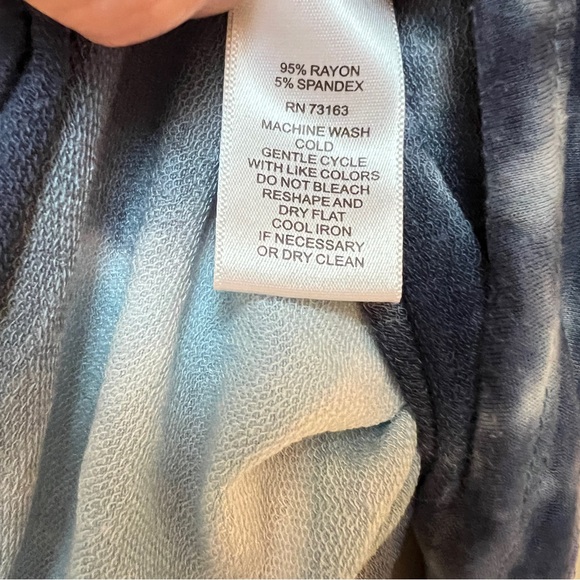 95% RAYON
5% SPANDEX
RN 73163
MACHINE WASH
COLD
GENTLE CYCLE
WITH LIKE COLORS
DO NOT BLEACH
RESHAPE AND
DRY FLAT
COOL IRON
IF NECESSARY
OR DRY CLEAN